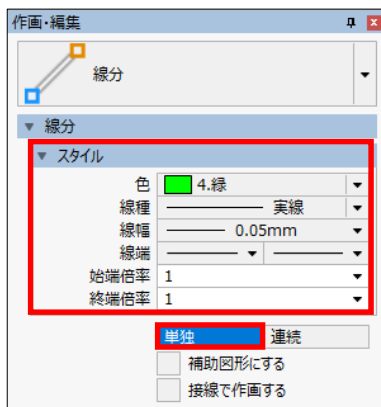 作画・編集
線分
線分
スタイル
色 4.緑
線種 実線
線幅 0.05mm
線端
始端倍率 1
終端倍率 1
単独 連続
補助図形にする
接線で作画する